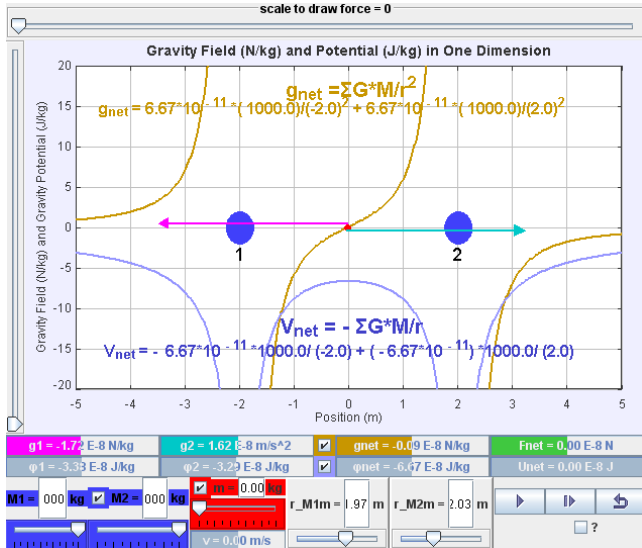 scale to draw force = 0
Gravity Field (N/kg) and Potential (J/kg) in One Dimension
Gravity Field (N/kg) and Gravity Potential (J/kg)
20
15
10
5
0
-5
-10
-15
-20
g_net =ΣG*M/r²
g_net = 6.67*10⁻¹¹*( 1000.0)/(-2.0)² + 6.67*10⁻¹¹*( 1000.0)/(2.0)²
1
2
V_net = - ΣG*M/r
V_net = - 6.67*10⁻¹¹*1000.0/ (-2.0) + ( - 6.67*10⁻¹¹) *1000.0/ (2.0)
-5 -4 -3 -2 -1 0 1 2 3 4 5
Position (m)
g1 = -1.72 E-8 N/kg g2 = 1.62 E-8 m/s^2 gnet = -0.09 E-8 N/kg Fnet = 0.00 E-8 N
φ1 = -3.38 E-8 J/kg φ2 = -3.29 E-8 J/kg φnet = -6.67 E-8 J/kg Unet = 0.00 E-8 J
M1 = 000 kg M2 = 000 kg m = 0.00 kg r_M1m = .97 m r_M2m = 2.03 m
v = 0.00 m/s
?